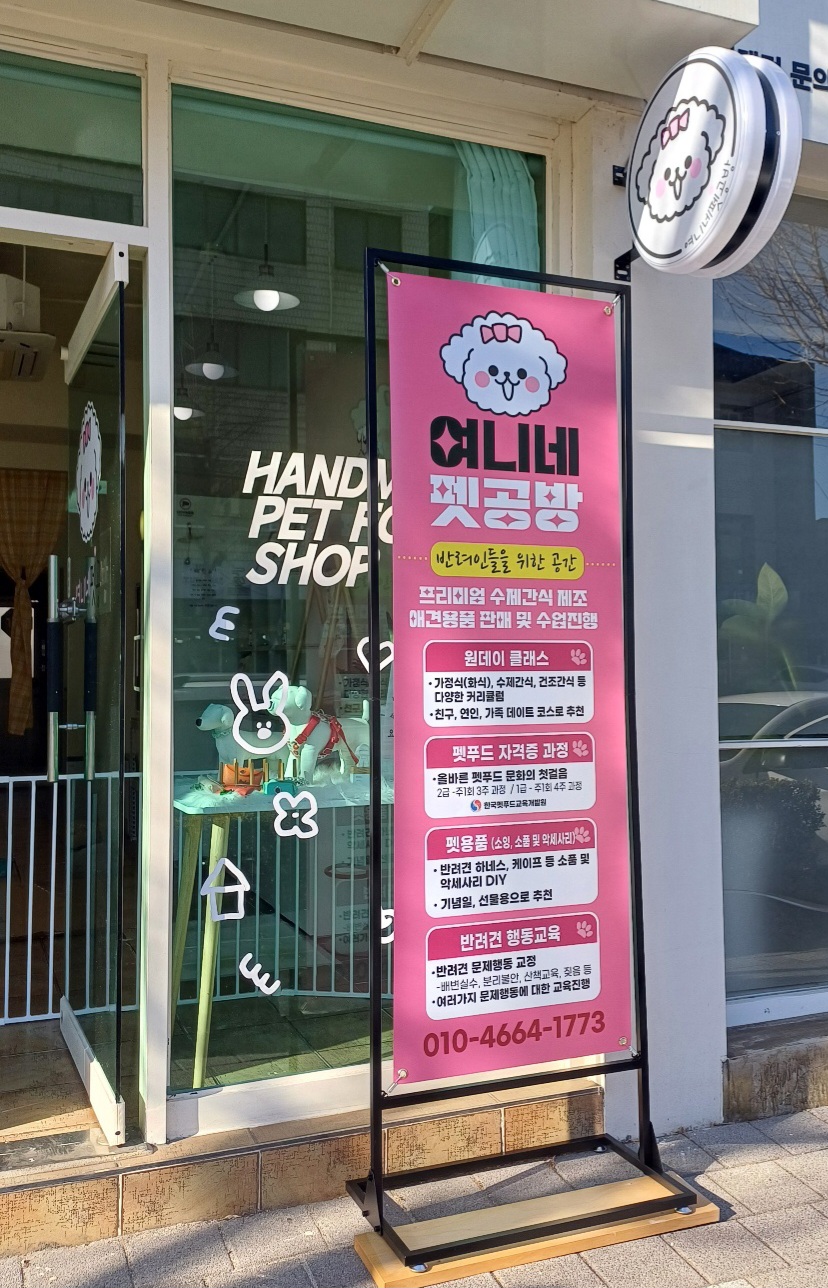 문의
여니네펫공방
HAND
PET
SHOP
여니네
펫공방
반려인들을 위한 공간
프리미엄 수제간식 제조
애견용품 판매 및 수업진행
원데이 클래스
• 가정식(화식), 수제간식, 건조간식 등
다양한 커리큘럼
• 친구, 연인, 가족 데이트 코스로 추천
펫푸드 자격증 과정
• 올바른 펫푸드 문화의 첫걸음
2급 - 주1회 3주 과정 / 1급 - 주1회 4주 과정
한국펫푸드교육개발원
펫용품 (소잉, 소품 및 악세사리)
• 반려견 하네스, 케이프 등 소품 및
악세사리 DIY
• 기념일, 선물용으로 추천
반려견 행동교육
• 반려견 문제행동 교정
-배변실수, 분리불안, 산책교육, 짖음 등
• 여러가지 문제행동에 대한 교육진행
010-4664-1773